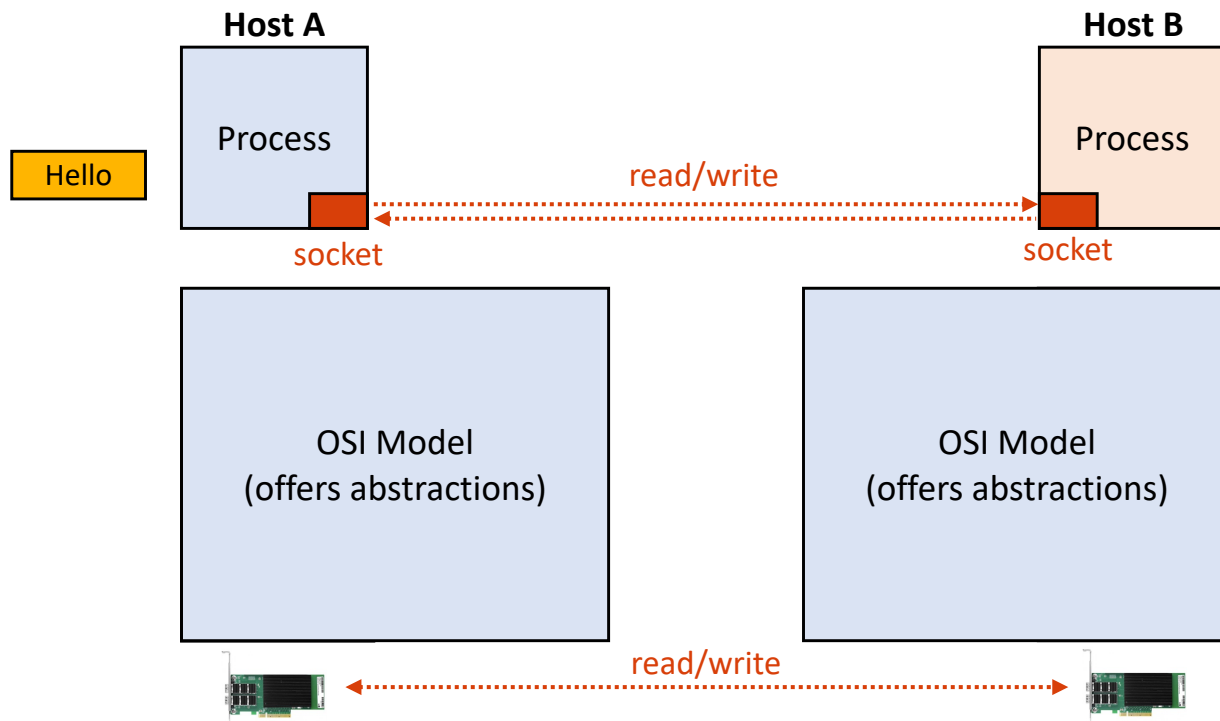 Host A
Host B
Process
Process
Hello
read/write
socket
socket
OSI Model
(offers abstractions)
OSI Model
(offers abstractions)
read/write